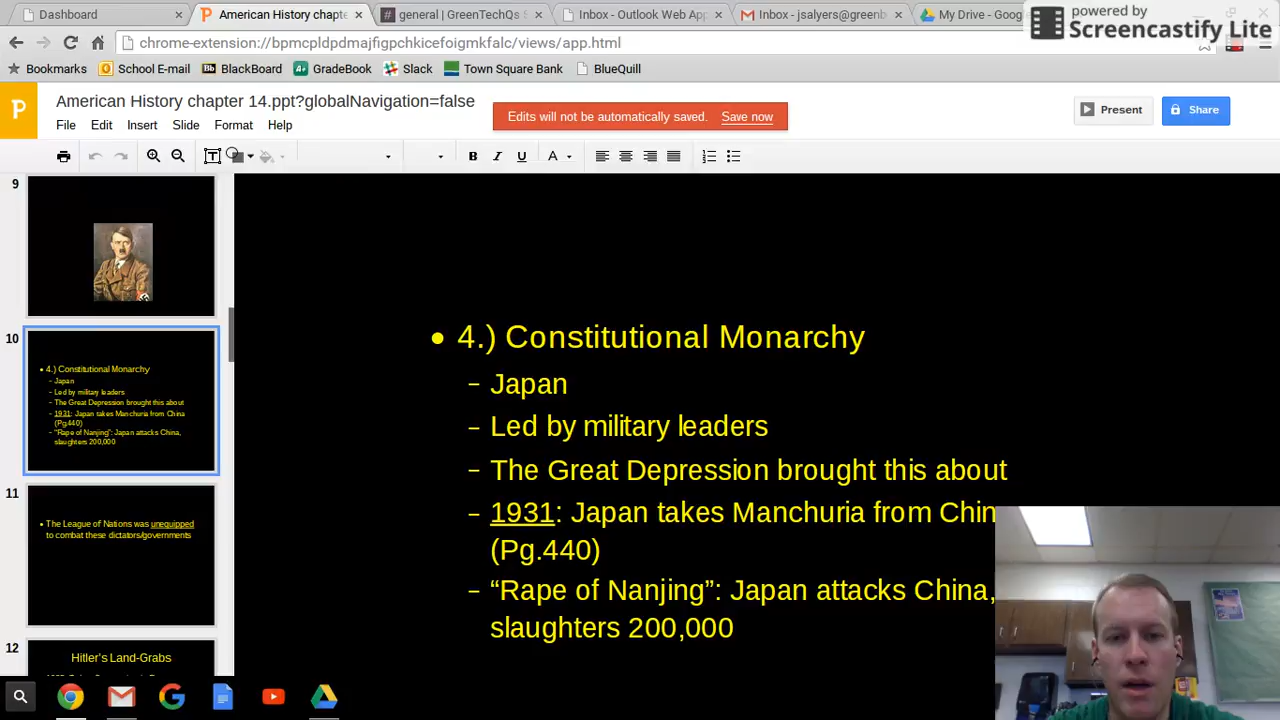 Dashboard
American History chapte
general | GreenTechQs S
Inbox - Outlook Web App
Inbox - jsalyers@greenb
My Drive - Goog
powered by
Screencastify Lite
chrome-extension://bpmcpldpdmajfigpchkicefoigmkfalc/views/app.html
Bookmarks
School E-mail
Bb BlackBoard
A+ GradeBook
Slack
Town Square Bank
BlueQuill
P
American History chapter 14.ppt?globalNavigation=false
File Edit Insert Slide Format Help
Edits will not be automatically saved. Save now
Present
Share
T
B I U A
9
10
• 4.) Constitutional Monarchy
– Japan
– Led by military leaders
– The Great Depression brought this about
– 1931: Japan takes Manchuria from China
(Pg.440)
– "Rape of Nanjing": Japan attacks China,
slaughters 200,000
11
• The League of Nations was unequipped
to combat these dictators/governments
12
Hitler's Land-Grabs
• 4.) Constitutional Monarchy
– Japan
– Led by military leaders
– The Great Depression brought this about
– 1931: Japan takes Manchuria from Chin
(Pg.440)
– “Rape of Nanjing”: Japan attacks China,
slaughters 200,000